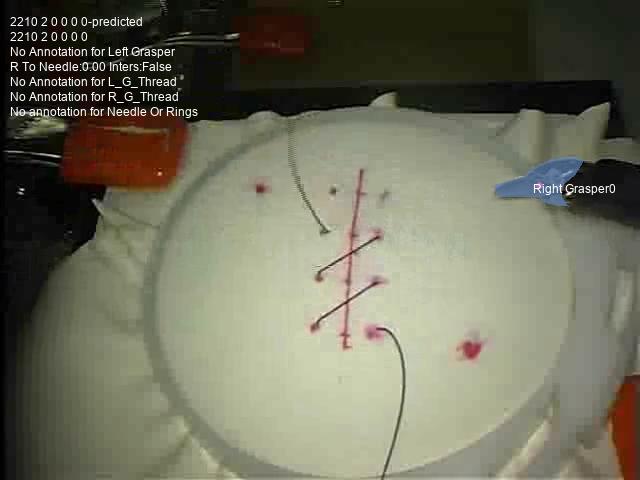 2210 2 0 0 0 0-predicted
2210 2 0 0 0 0
No Annotation for Left Grasper
R To Needle:0.00 Inters:False
No Annotation for L_G_Thread
No Annotation for R_G_Thread
No annotation for Needle Or Rings
Right Grasper0